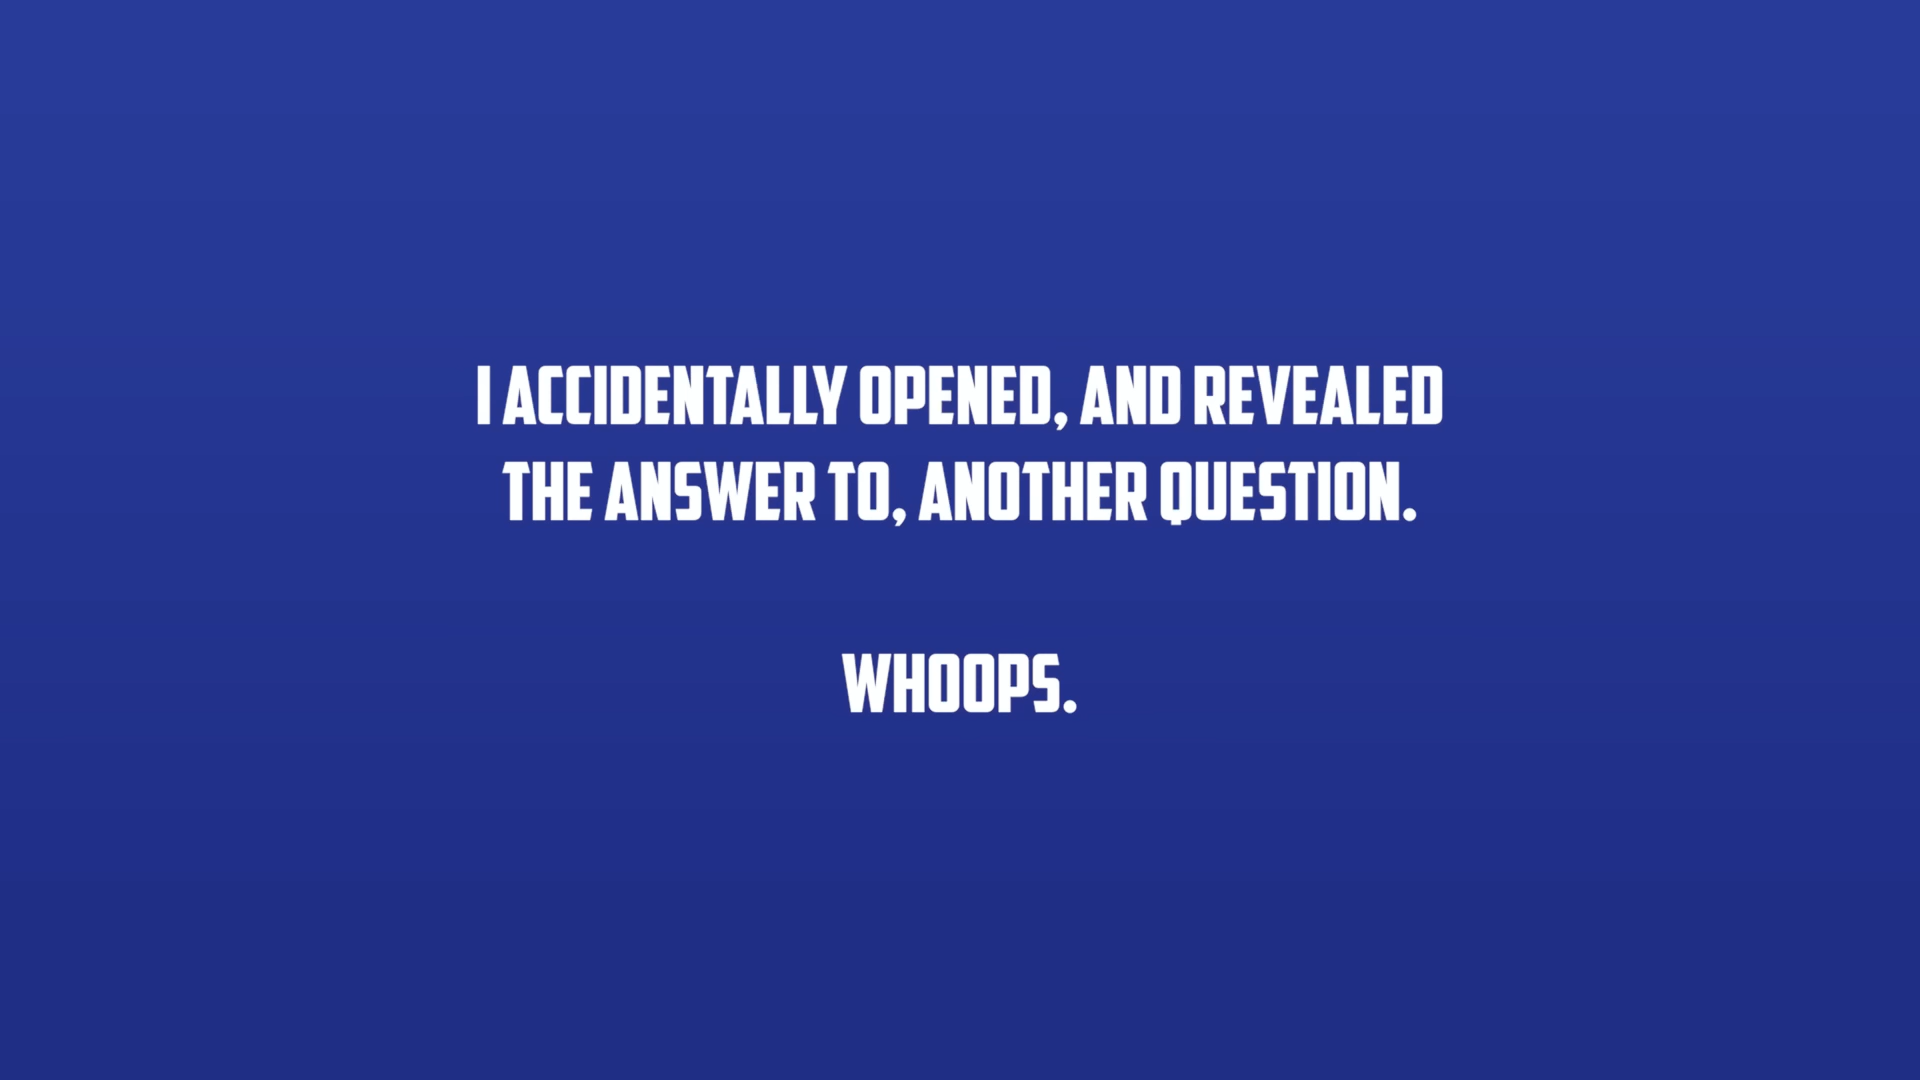 I ACCIDENTALLY OPENED, AND REVEALED
THE ANSWER TO, ANOTHER QUESTION.
WHOOPS.